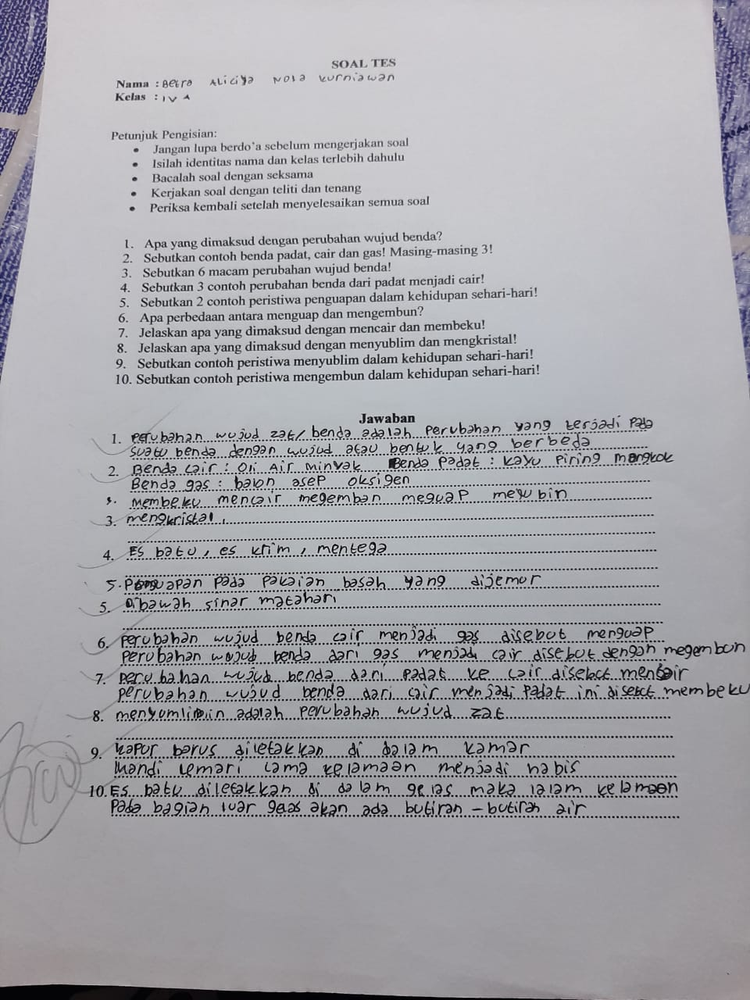 SOAL TES
Nama : Betra Aliciya Nola kurniawan
Kelas : IV A
Petunjuk Pengisian:
• Jangan lupa berdo'a sebelum mengerjakan soal
• Isilah identitas nama dan kelas terlebih dahulu
• Bacalah soal dengan seksama
• Kerjakan soal dengan teliti dan tenang
• Periksa kembali setelah menyelesaikan semua soal
1. Apa yang dimaksud dengan perubahan wujud benda?
2. Sebutkan contoh benda padat, cair dan gas! Masing-masing 3!
3. Sebutkan 6 macam perubahan wujud benda!
4. Sebutkan 3 contoh perubahan benda dari padat menjadi cair!
5. Sebutkan 2 contoh peristiwa penguapan dalam kehidupan sehari-hari!
6. Apa perbedaan antara menguap dan mengembun?
7. Jelaskan apa yang dimaksud dengan mencair dan membeku!
8. Jelaskan apa yang dimaksud dengan menyublim dan mengkristal!
9. Sebutkan contoh peristiwa menyublim dalam kehidupan sehari-hari!
10. Sebutkan contoh peristiwa mengembun dalam kehidupan sehari-hari!
Jawaban
1. perubahan wujud zat/ benda adalah perubahan yang terjadi pada
suatu benda dengan wujud atau bentuk yang berbeda
2. Benda cair : Oli Air minyak Benda padat : kayu piring mangkok
Benda gas : balon asep oksigen
membeku mencair megemban meguap
3. mengkristal,
4. Es batu, es krim, mentega
5. Penguapan pada pakaian basah yang dijemur
5. dibawah sinar matahari
6. perubahan wujud benda cair menjadi gas disebut menguap
perubahan wujud benda dari gas menjadi cair disebut dengan megembun
7. perubahan wujud benda dari padat ke cair disebut mencair
perubahan wujud benda dari cair menjadi padat ini disebut membeku
8. adalah perubahan wujud zat
9. kapur barus diletakkan di dalam kamar
mandi lemari lama kelamaan menjadi habis
10. Es batu diletakkan di dalam gelas maka lalam kelamaan
pada bagian luar akan ada butiran - butiran air